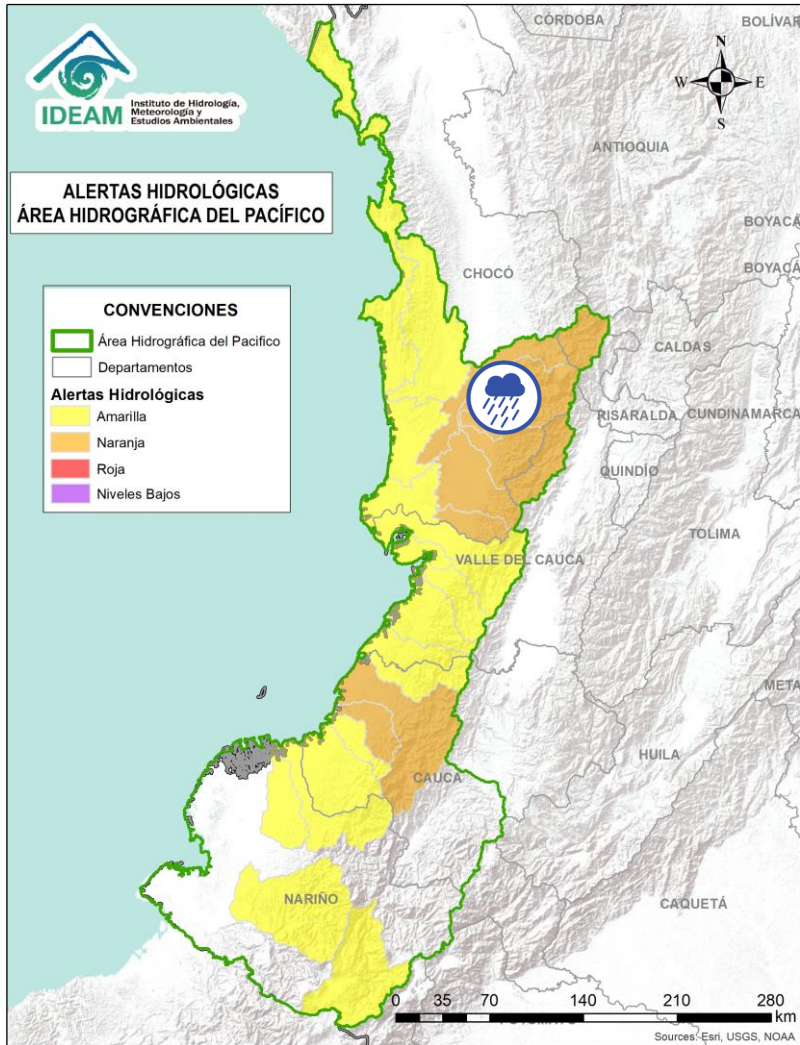 CÓRDOBA
BOLÍVAR
N
W
E
S
IDEAM
Instituto de Hidrología,
Meteorología y
Estudios Ambientales
ANTIOQUIA
ALERTAS HIDROLÓGICAS
ÁREA HIDROGRÁFICA DEL PACÍFICO
BOYACÁ
BOYACÁ
CHOCÓ
CONVENCIONES
Área Hidrográfica del Pacifico
Departamentos
Alertas Hidrológicas
Amarilla
Naranja
Roja
Niveles Bajos
CALDAS
RISARALDA
CUNDINAMARCA
QUINDÍO
TOLIMA
VALLE DEL CAUCA
META
HUILA
CAUCA
NARIÑO
CAQUETÁ
0 35 70 140 210 280
km
Sources: Esri, USGS, NOAA